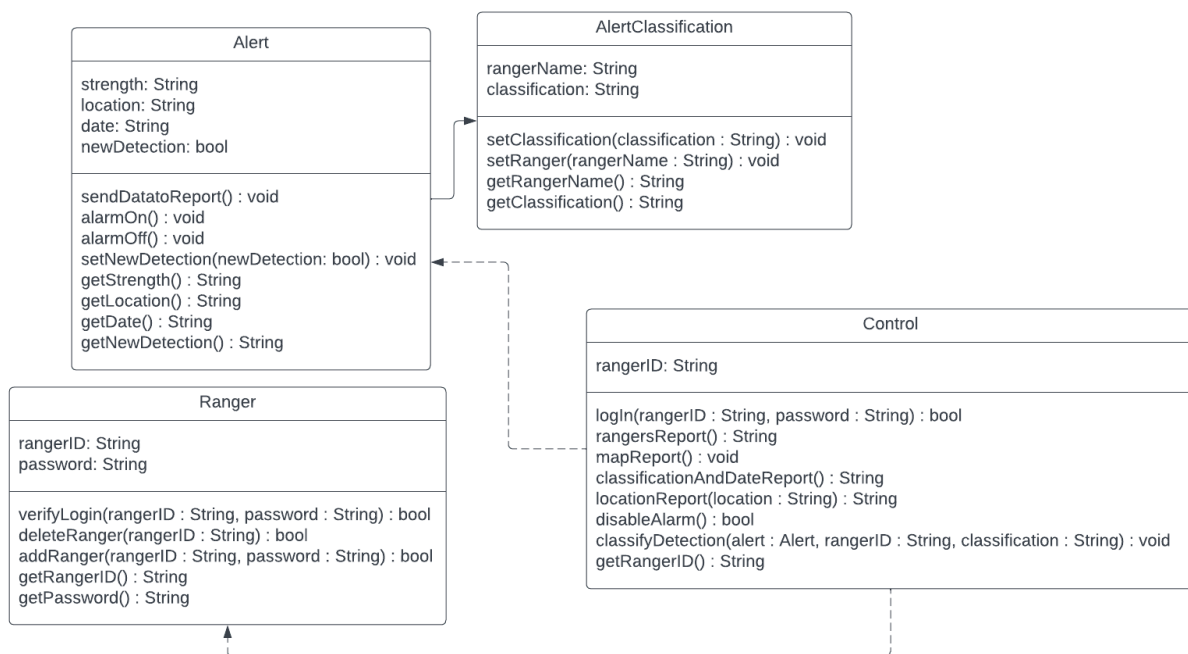 Alert
strength: String
location: String
date: String
newDetection: bool
sendDatatoReport() : void
alarmOn() : void
alarmOff() : void
setNewDetection(newDetection: bool) : void
getStrength() : String
getLocation() : String
getDate() : String
getNewDetection() : String
AlertClassification
rangerName: String
classification: String
setClassification(classification : String) : void
setRanger(rangerName : String) : void
getRangerName() : String
getClassification() : String
Ranger
rangerID: String
password: String
verifyLogin(rangerID : String, password : String) : bool
deleteRanger(rangerID : String) : bool
addRanger(rangerID : String, password : String) : bool
getRangerID() : String
getPassword() : String
Control
rangerID: String
logIn(rangerID : String, password : String) : bool
rangersReport() : String
mapReport() : void
classificationAndDateReport() : String
locationReport(location : String) : String
disableAlarm() : bool
classifyDetection(alert : Alert, rangerID : String, classification : String) : void
getRangerID() : String